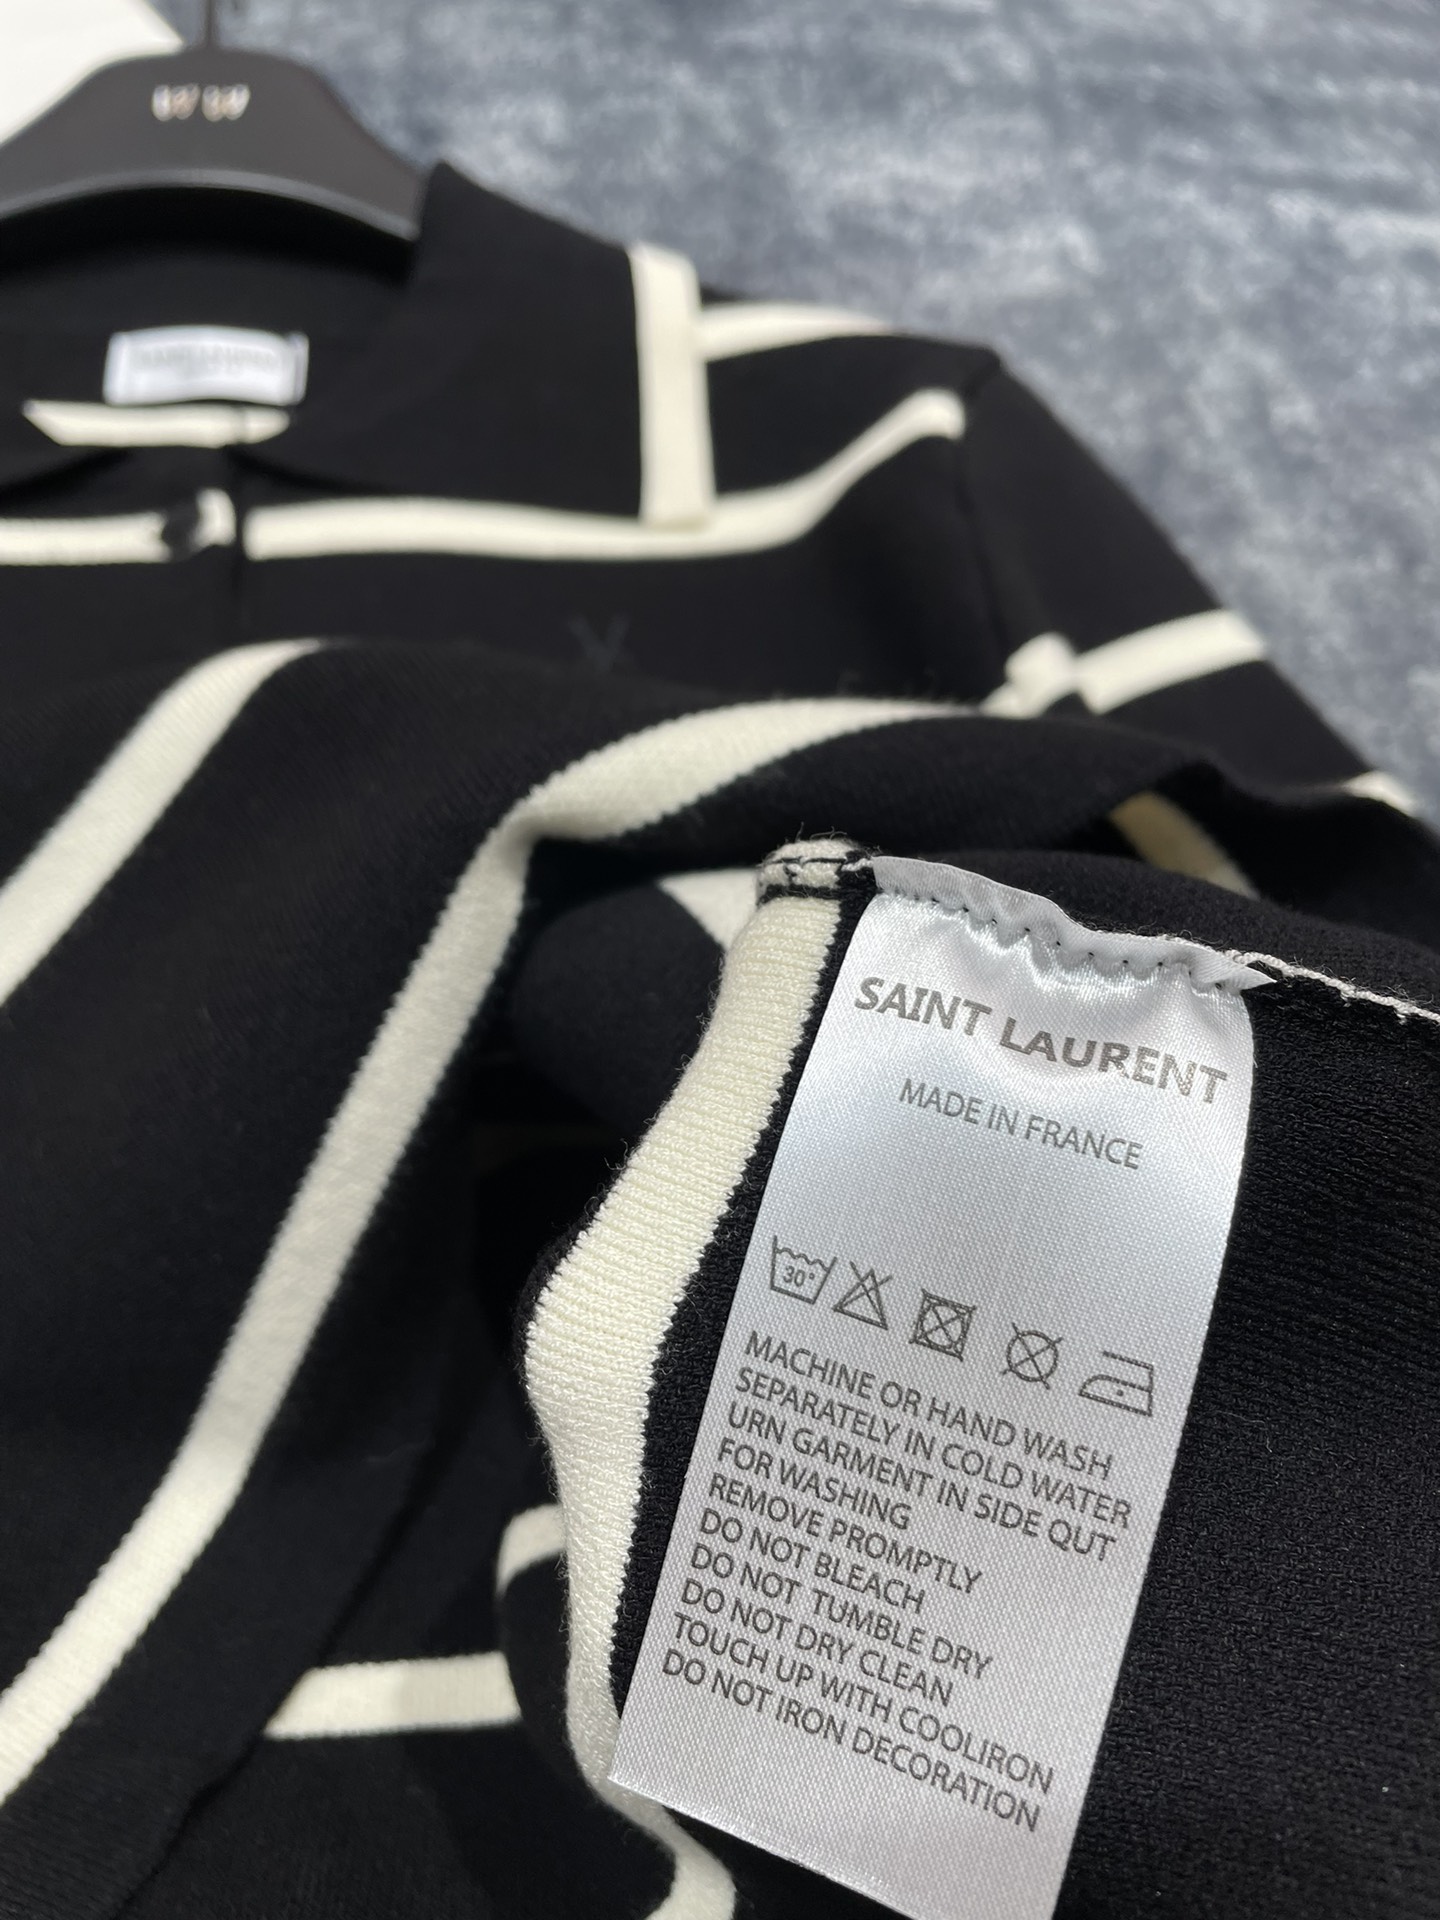 W W
SAINT LAURENT
MADE IN FRANCE
30°
MACHINE OR HAND WASH
SEPARATELY IN COLD WATER
URN GARMENT IN SIDE QUT
FOR WASHING
REMOVE PROMPTLY
DO NOT BLEACH
DO NOT TUMBLE DRY
DO NOT DRY CLEAN
TOUCH UP WITH COOLIRON
DO NOT IRON DECORATION